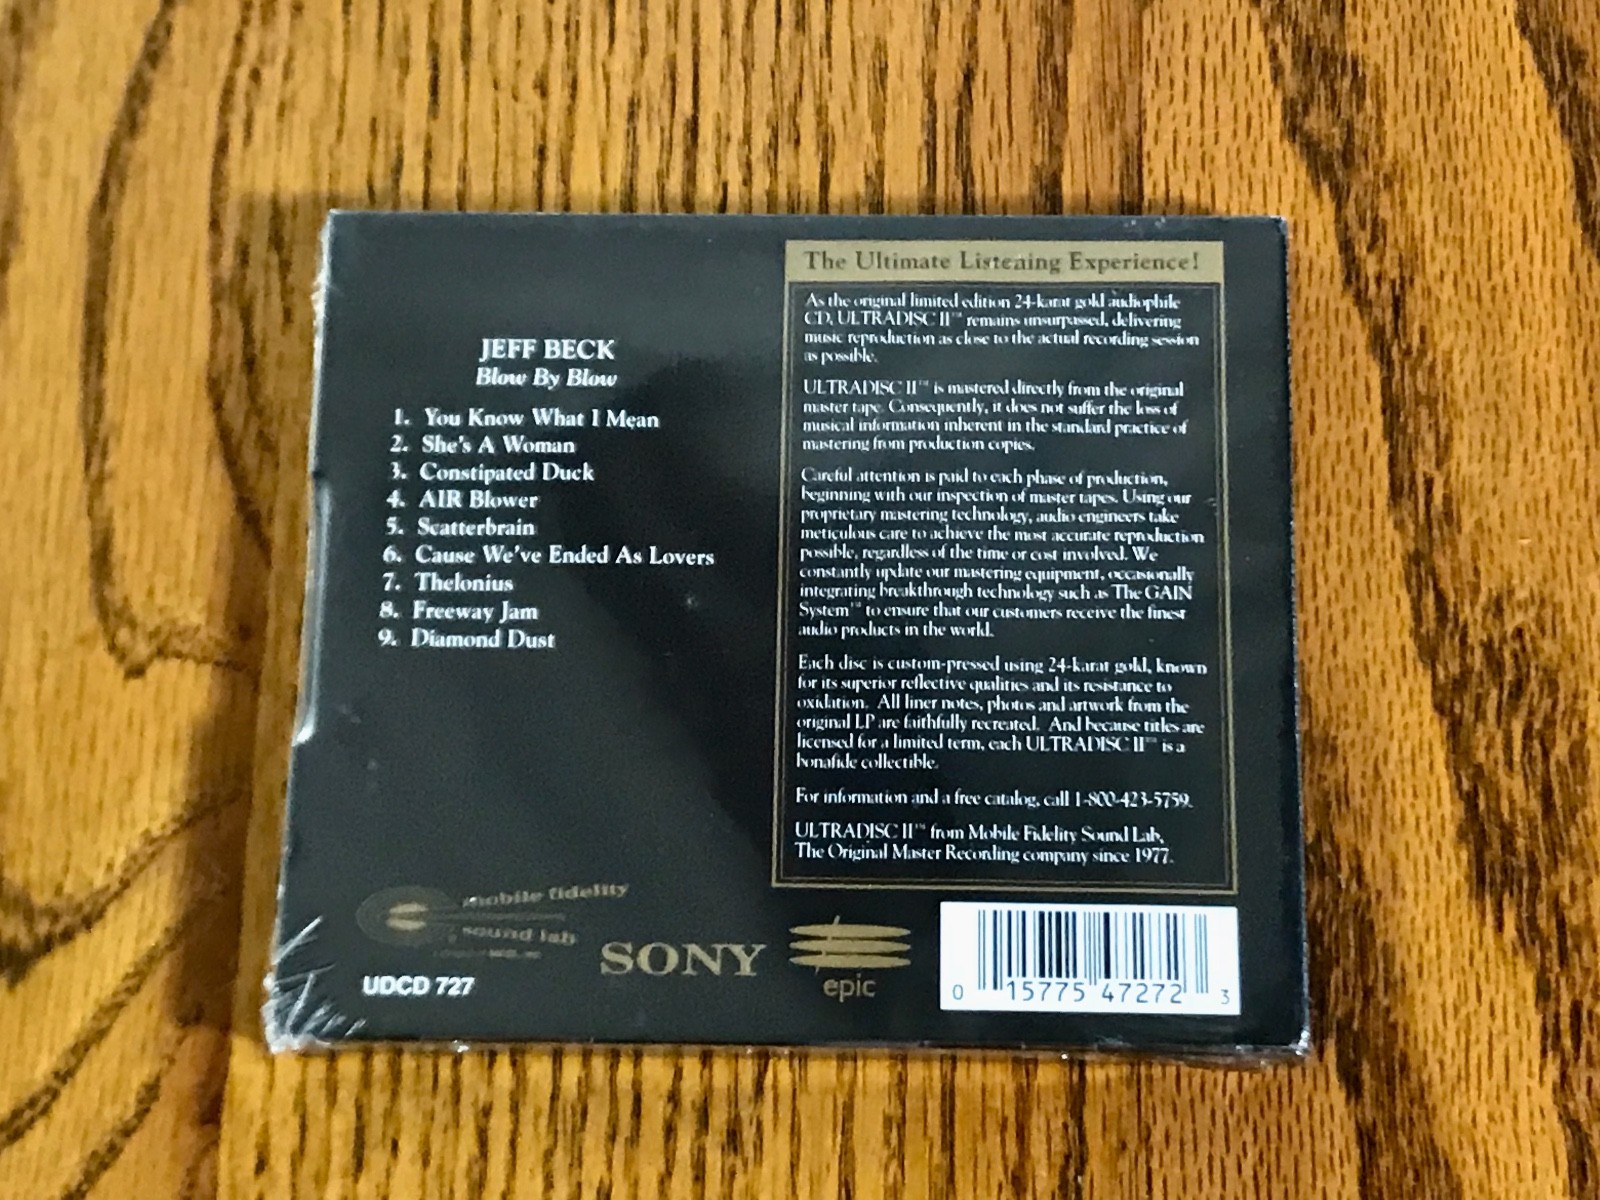 JEFF BECK
Blow By Blow
1. You Know What I Mean
2. She's A Woman
3. Constipated Duck
4. AIR Blower
5. Scatterbrain
6. Cause We've Ended As Lovers
7. Thelonius
8. Freeway Jam
9. Diamond Dust
The Ultimate Listening Experience!
As the original limited edition 24-karat gold audiophile
CD, ULTRADISC II™ remains unsurpassed, delivering
music reproduction as close to the actual recording session
as possible.
ULTRADISC II™ is mastered directly from the original
master tape. Consequently, it does not suffer the loss of
musical information inherent in the standard practice of
mastering from production copies.
Careful attention is paid to each phase of production,
beginning with our inspection of master tapes. Using our
proprietary mastering technology, audio engineers take
meticulous care to achieve the most accurate reproduction
possible, regardless of the time or cost involved. We
constantly update our mastering equipment, occasionally
integrating breakthrough technology such as The GAIN
System™ to ensure that our customers receive the finest
audio products in the world.
Each disc is custom-pressed using 24-karat gold, known
for its superior reflective qualities and its resistance to
oxidation. All liner notes, photos and artwork from the
original LP are faithfully recreated. And because titles are
licensed for a limited term, each ULTRADISC II™ is a
bonafide collectible.
For information and a free catalog, call 1-800-423-5759.
ULTRADISC II™ from Mobile Fidelity Sound Lab,
The Original Master Recording company since 1977.
mobile fidelity
sound lab
UDCD 727
SONY
epic
0 15775 47272 3